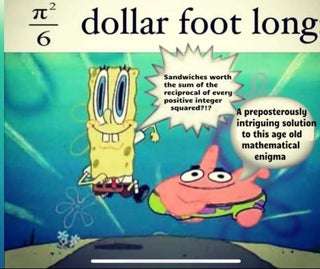 π²/6 dollar foot long
Sandwiches worth
the sum of the
reciprocal of every
positive integer
squared?!?
A preposterously
intriguing solution
to this age old
mathematical
enigma